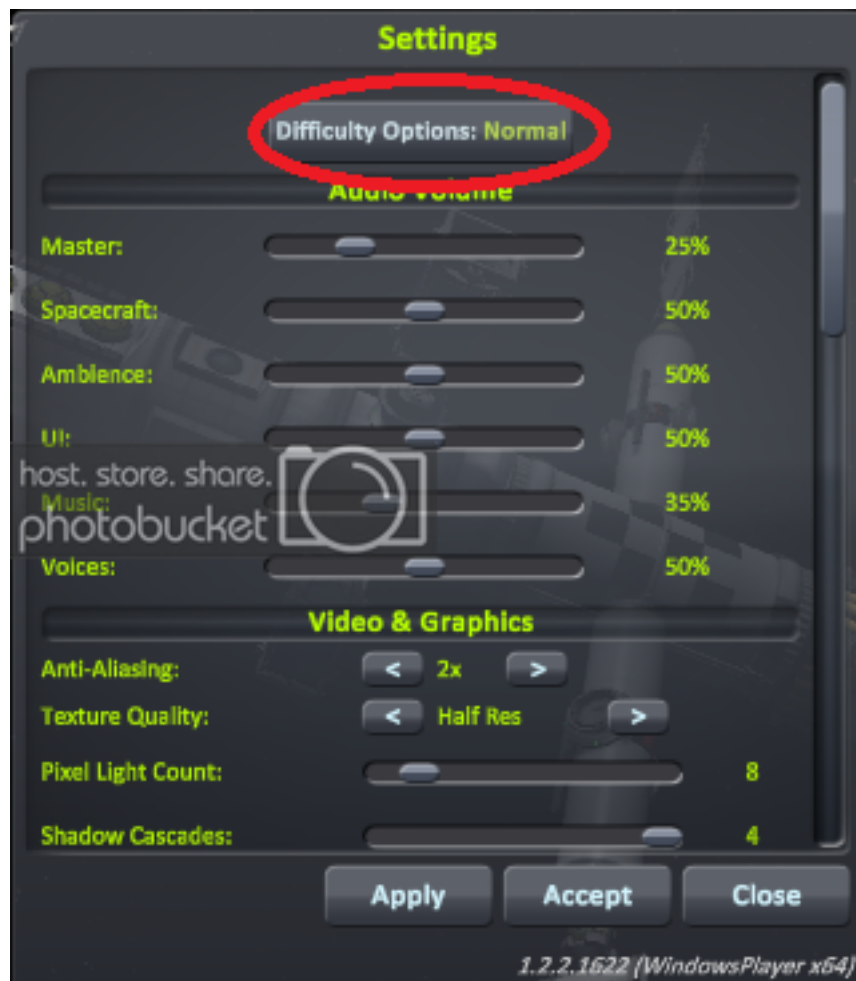 Settings
Difficulty Options: Normal
Audio Volume
Master: 25%
Spacecraft: 50%
Ambience: 50%
UI: 50%
host. store. share.
Music: 35%
photobucket
Voices: 50%
Video & Graphics
Anti-Aliasing: < 2x >
Texture Quality: < Half Res >
Pixel Light Count: 8
Shadow Cascades: 4
Apply Accept Close
1.2.2.1622 (WindowsPlayer x64)